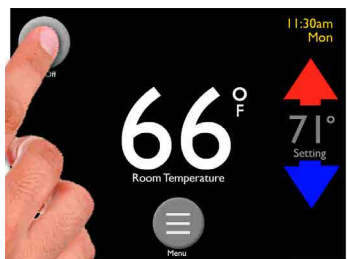 11:30am
Mon
Off
66°F
71°
Setting
Room Temperature
Menu